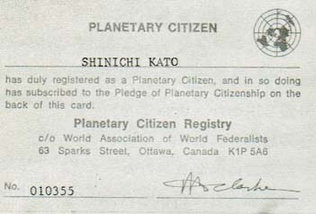 PLANETARY CITIZEN
SHINICHI KATO
has duly registered as a Planetary Citizen, and in so doing
has subscribed to the Pledge of Planetary Citizenship on the
back of this card.
Planetary Citizen Registry
c/o World Association of World Federalists
63 Sparks Street, Ottawa, Canada K1P 5A6
No. 010355